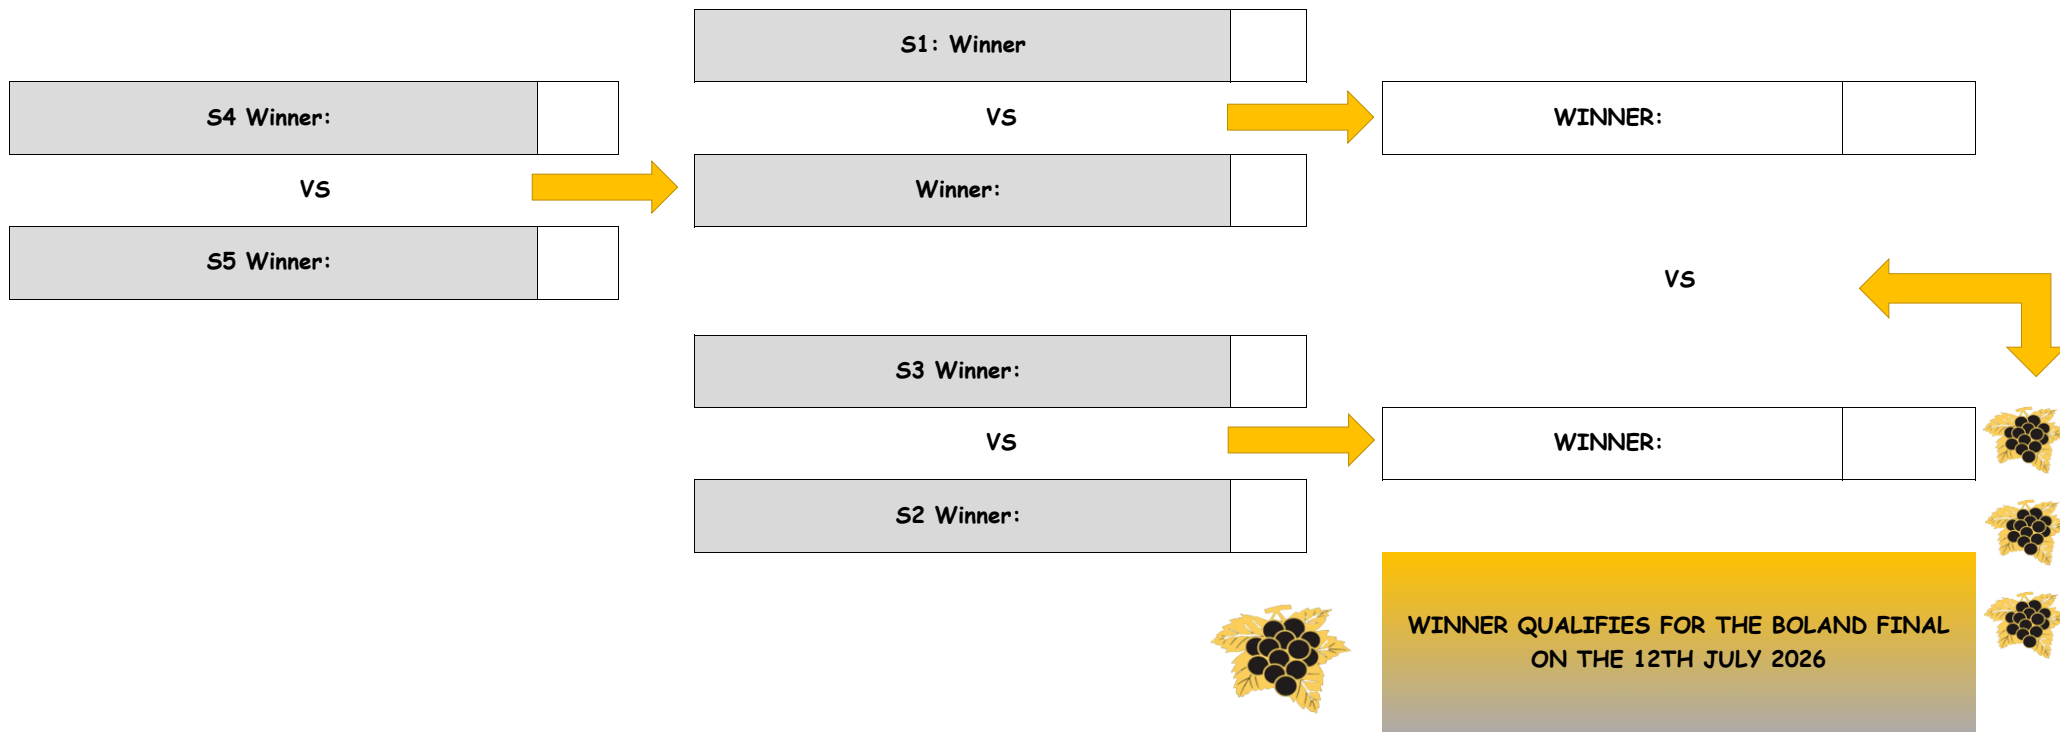 S4 Winner:
VS
S5 Winner:
S1: Winner
VS
Winner:
S3 Winner:
VS
S2 Winner:
WINNER:
VS
WINNER:
WINNER QUALIFIES FOR THE BOLAND FINAL
ON THE 12TH JULY 2026